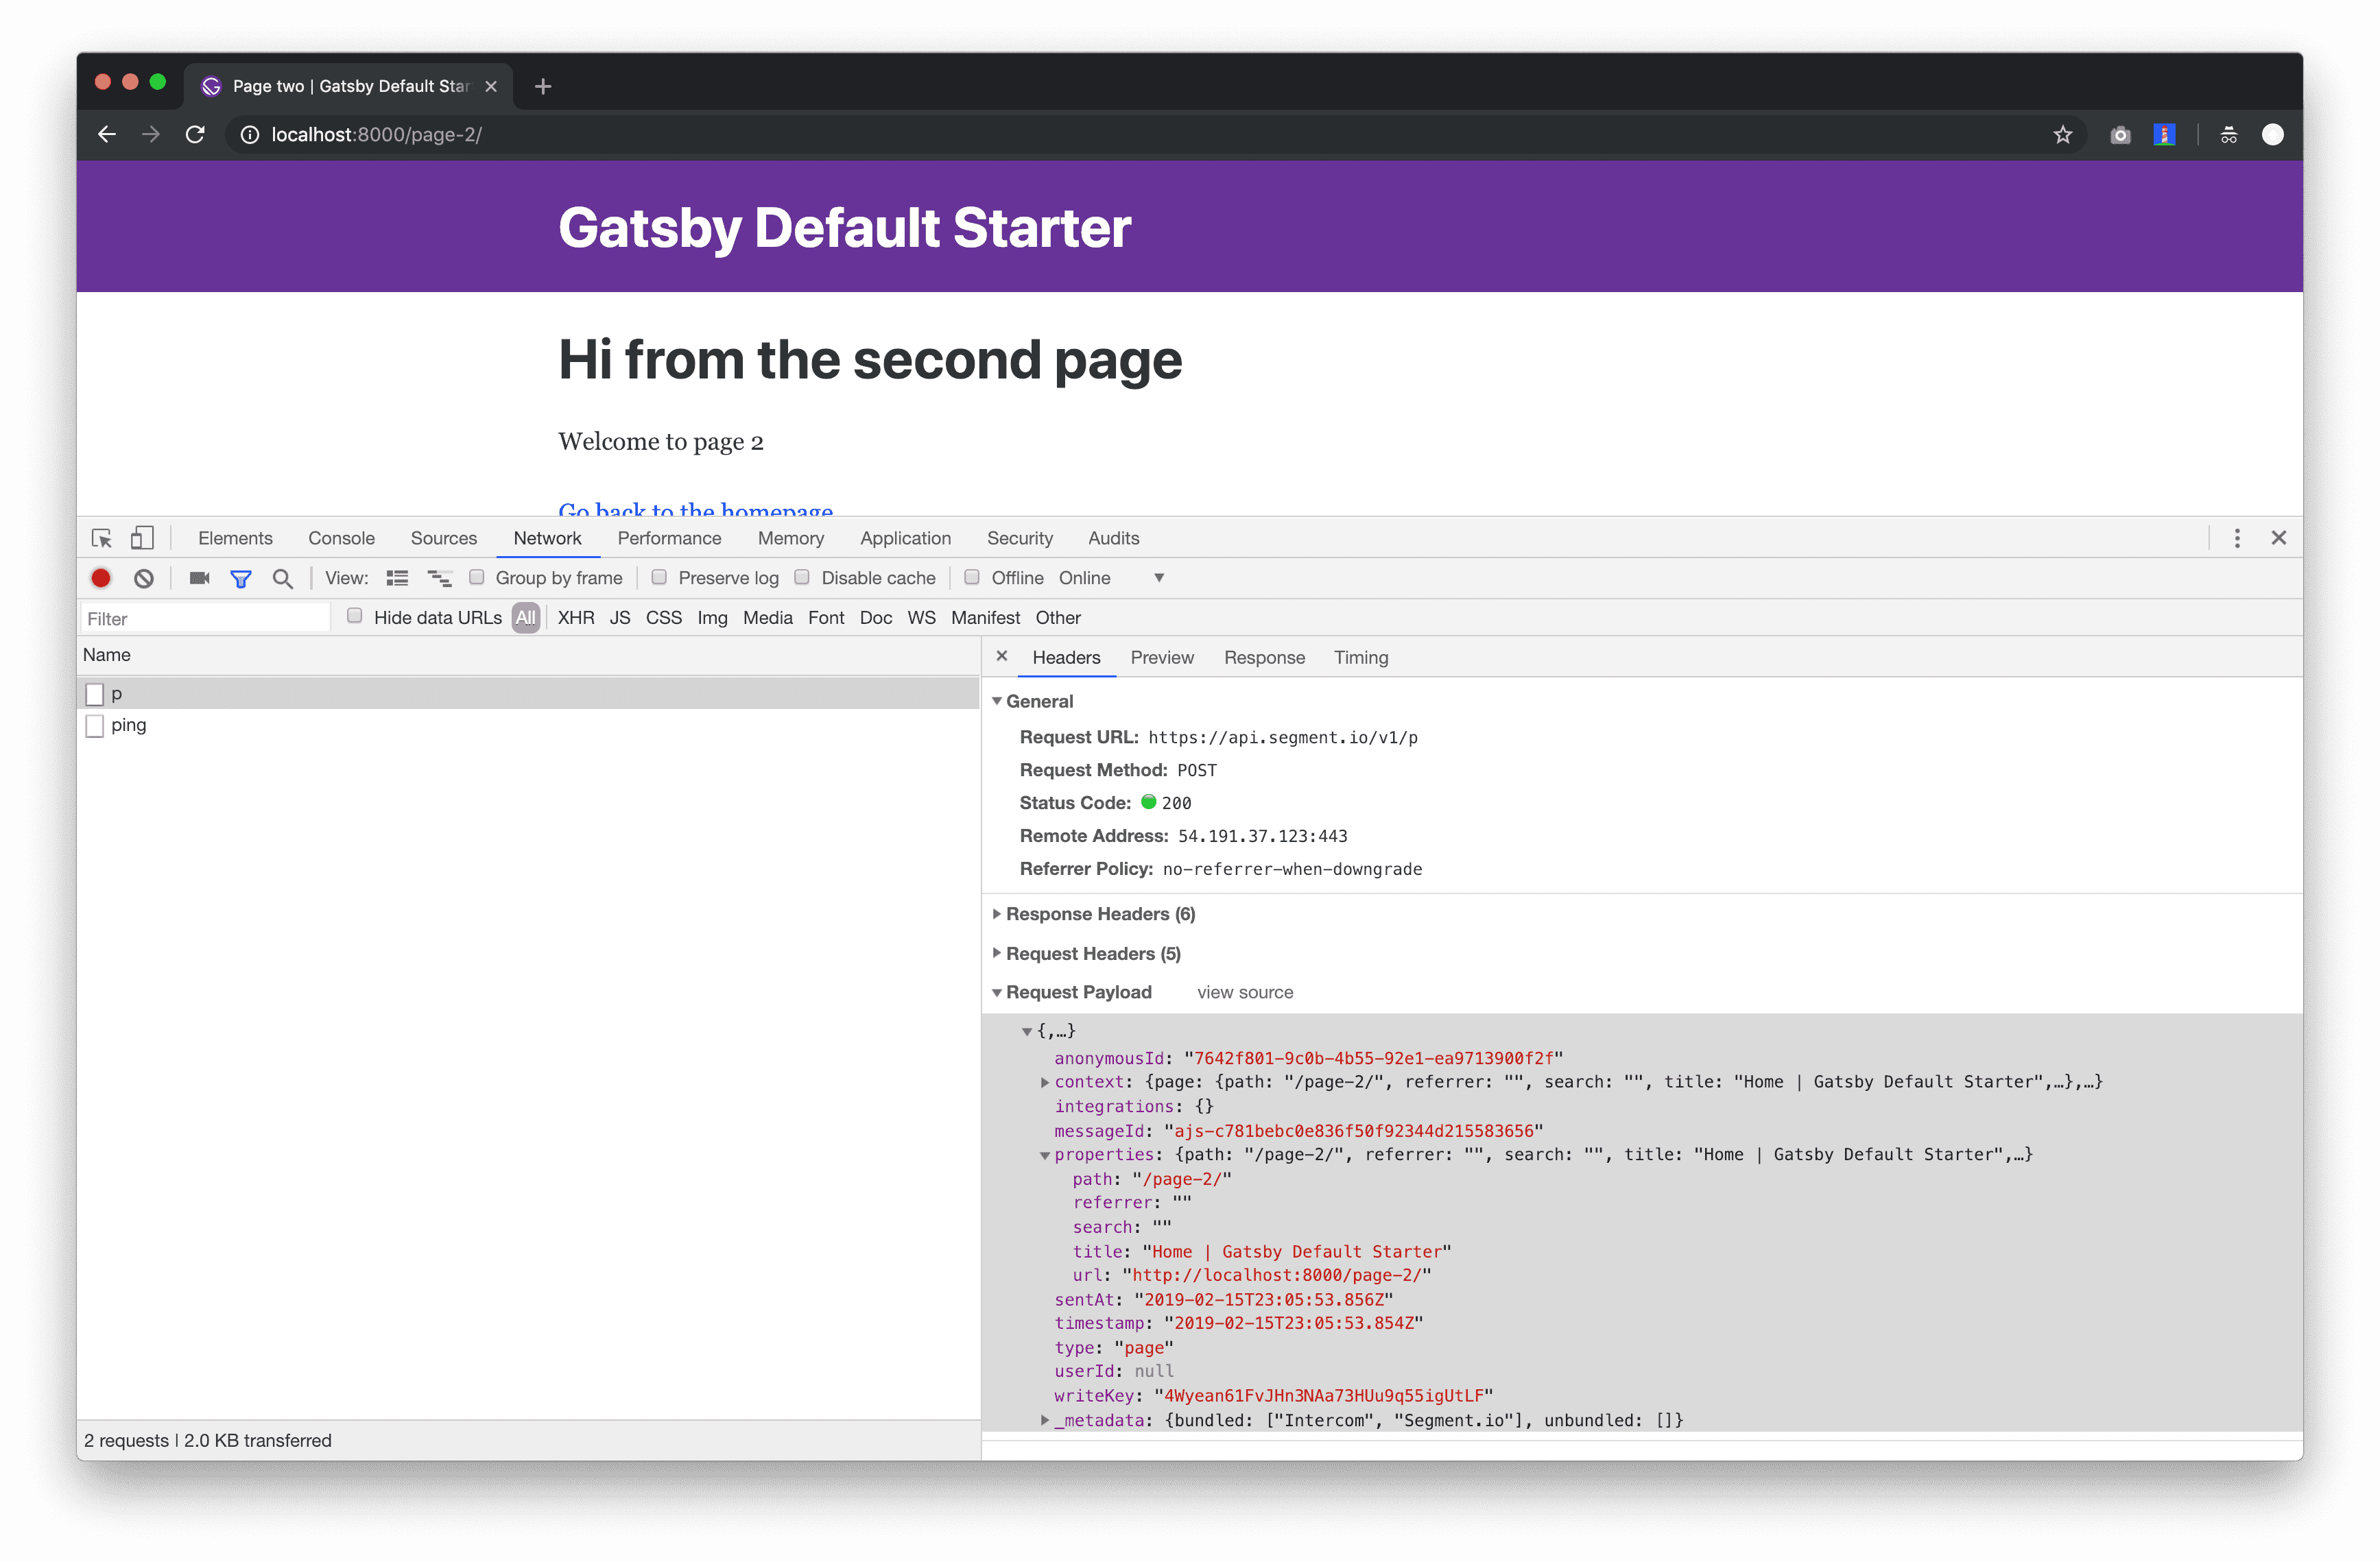 Page two | Gatsby Default Star
localhost:8000/page-2/
Gatsby Default Starter
Hi from the second page
Welcome to page 2
Go back to the homepage
Elements Console Sources Network Performance Memory Application Security Audits
View: Group by frame Preserve log Disable cache Offline Online
Filter Hide data URLs All XHR JS CSS Img Media Font Doc WS Manifest Other
Name
p
ping
2 requests | 2.0 KB transferred
Headers Preview Response Timing
General
Request URL: https://api.segment.io/v1/p
Request Method: POST
Status Code: 200
Remote Address: 54.191.37.123:443
Referrer Policy: no-referrer-when-downgrade
Response Headers (6)
Request Headers (5)
Request Payload view source
{,…}
anonymousId: "7642f801-9c0b-4b55-92e1-ea9713900f2f"
context: {page: {path: "/page-2/", referrer: "", search: "", title: "Home | Gatsby Default Starter",…},…}
integrations: {}
messageId: "ajs-c781bebc0e836f50f92344d215583656"
properties: {path: "/page-2/", referrer: "", search: "", title: "Home | Gatsby Default Starter",…}
path: "/page-2/"
referrer: ""
search: ""
title: "Home | Gatsby Default Starter"
url: "http://localhost:8000/page-2/"
sentAt: "2019-02-15T23:05:53.856Z"
timestamp: "2019-02-15T23:05:53.854Z"
type: "page"
userId: null
writeKey: "4Wyean61FvJHn3NAa73HUu9q55igUtLF"
_metadata: {bundled: ["Intercom", "Segment.io"], unbundled: []}